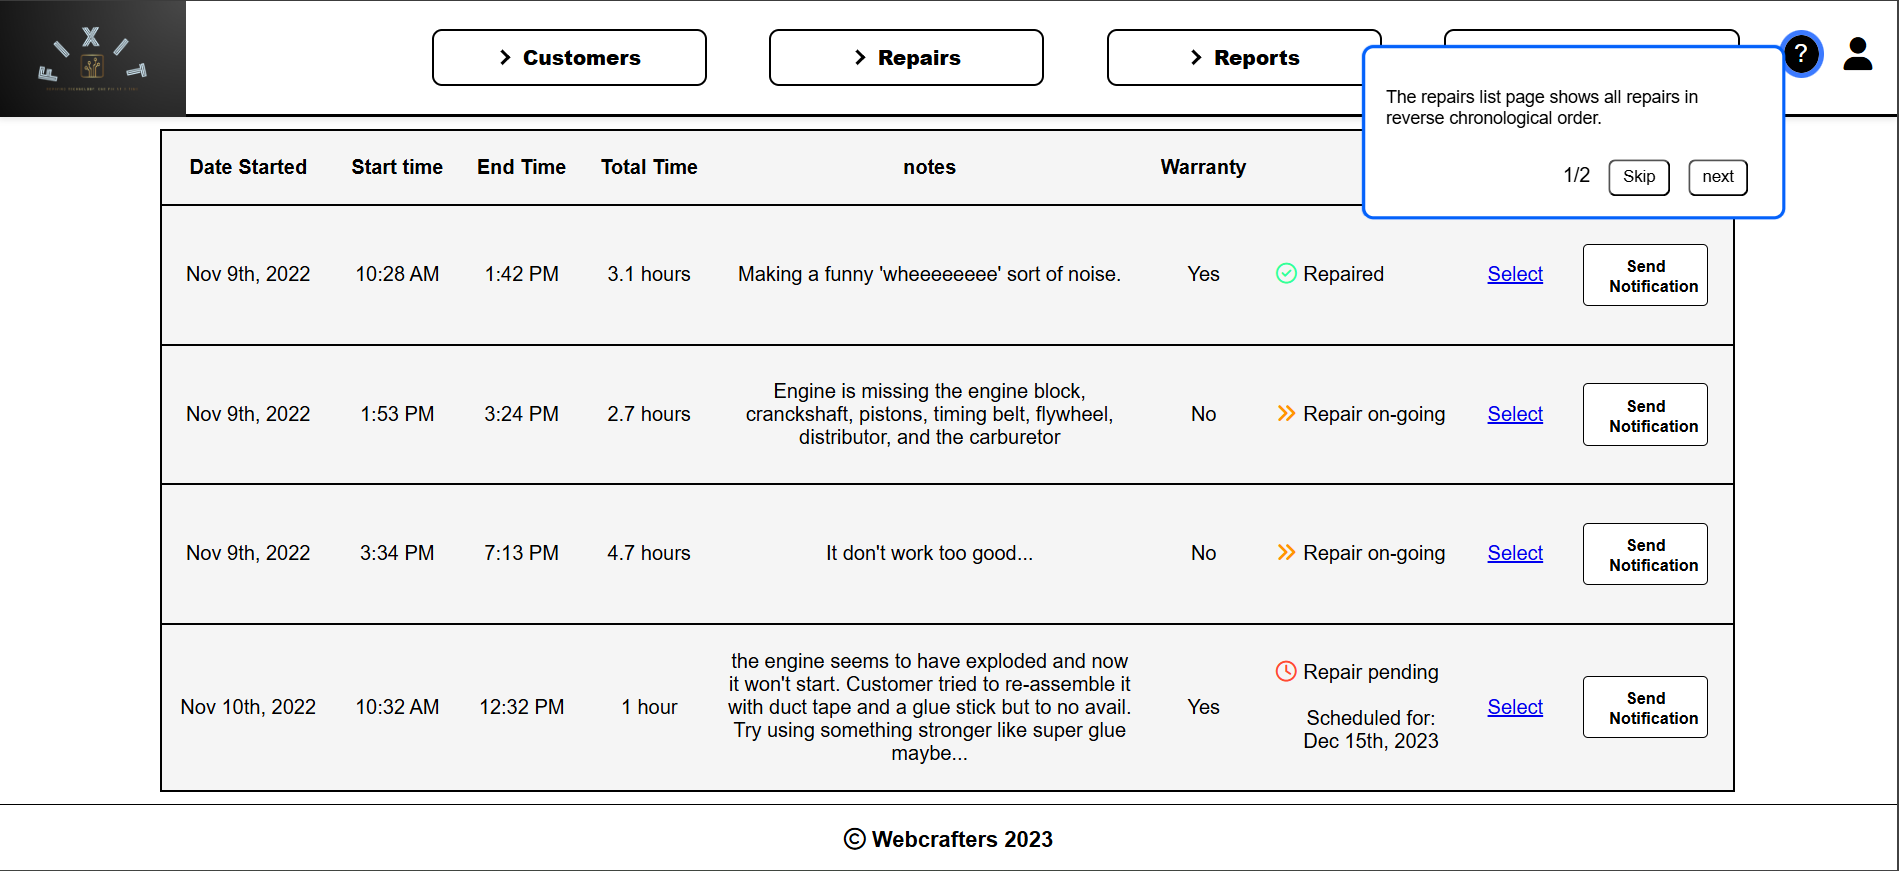 F I X I T
Customers
Repairs
Reports
?
The repairs list page shows all repairs in
reverse chronological order.
1/2 Skip next
Date Started Start time End Time Total Time notes Warranty
Nov 9th, 2022 10:28 AM 1:42 PM 3.1 hours Making a funny 'wheeeeeeee' sort of noise. Yes Repaired Select Send
Notification
Engine is missing the engine block,
Nov 9th, 2022 1:53 PM 3:24 PM 2.7 hours cranckshaft, pistons, timing belt, flywheel, No Repair on-going Select Send
Notification
distributor, and the carburetor
Nov 9th, 2022 3:34 PM 7:13 PM 4.7 hours It don't work too good... No Repair on-going Select Send
Notification
the engine seems to have exploded and now
it won't start. Customer tried to re-assemble it
Nov 10th, 2022 10:32 AM 12:32 PM 1 hour with duct tape and a glue stick but to no avail. Yes Repair pending Select Send
Notification
Try using something stronger like super glue
maybe...
Scheduled for:
Dec 15th, 2023
© Webcrafters 2023